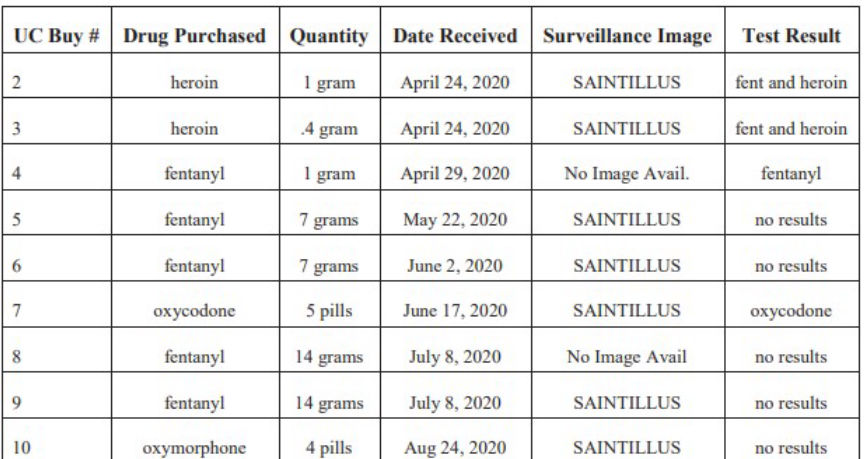 UC Buy # Drug Purchased Quantity Date Received Surveillance Image Test Result
2 heroin 1 gram April 24, 2020 SAINTILLUS fent and heroin
3 heroin .4 gram April 24, 2020 SAINTILLUS fent and heroin
4 fentanyl 1 gram April 29, 2020 No Image Avail. fentanyl
5 fentanyl 7 grams May 22, 2020 SAINTILLUS no results
6 fentanyl 7 grams June 2, 2020 SAINTILLUS no results
7 oxycodone 5 pills June 17, 2020 SAINTILLUS oxycodone
8 fentanyl 14 grams July 8, 2020 No Image Avail no results
9 fentanyl 14 grams July 8, 2020 SAINTILLUS no results
10 oxymorphone 4 pills Aug 24, 2020 SAINTILLUS no results